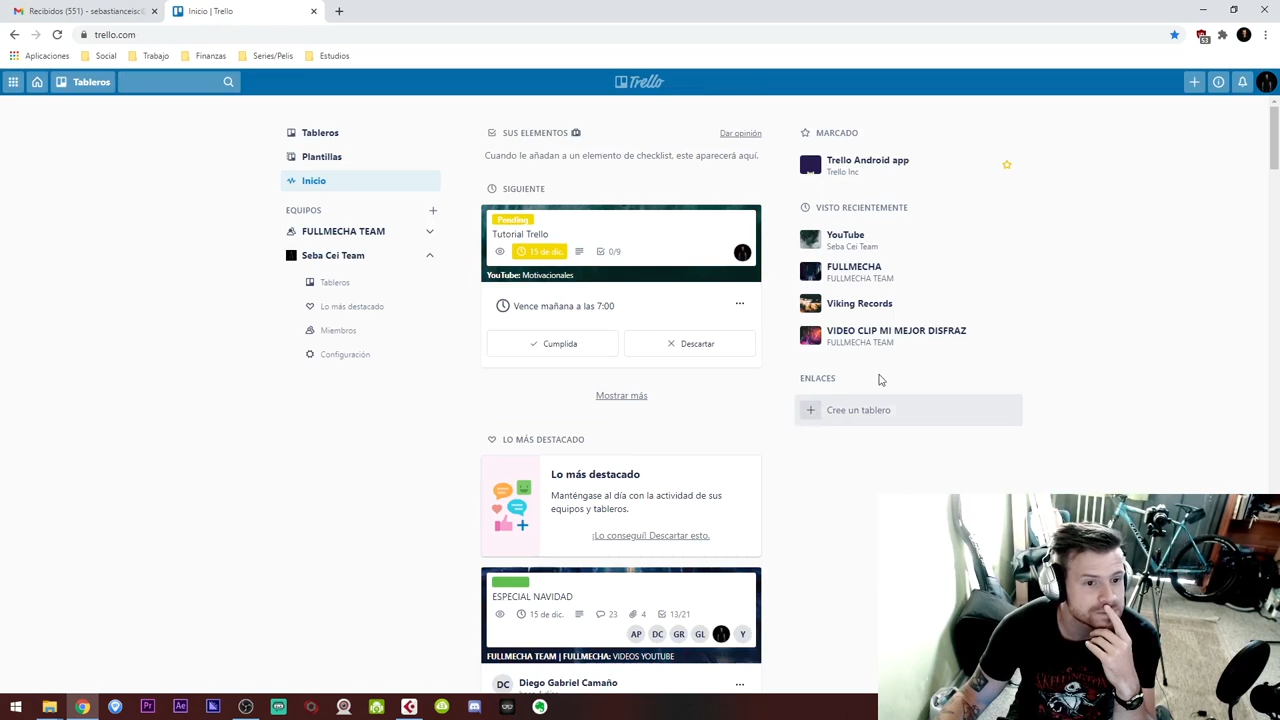 Recibidos (551) - sebastianceisc
Inicio | Trello
trello.com
53
Aplicaciones
Social
Trabajo
Finanzas
Series/Pelis
Estudios
Tableros
Trello
Tableros
Plantillas
Inicio
EQUIPOS
FULLMECHA TEAM
Seba Cei Team
Tableros
Lo más destacado
Miembros
Configuración
SUS ELEMENTOS
Dar opinión
Cuando le añadan a un elemento de checklist, este aparecerá aquí.
SIGUIENTE
Pending
Tutorial Trello
15 de dic.
0/9
YouTube: Motivacionales
Vence mañana a las 7:00
Cumplida
Descartar
Mostrar más
LO MÁS DESTACADO
Lo más destacado
Manténgase al día con la actividad de sus
equipos y tableros.
¡Lo conseguí! Descartar esto.
ESPECIAL NAVIDAD
15 de dic.
23
4
13/21
AP
DC
GR
GL
Y
FULLMECHA TEAM | FULLMECHA: VIDEOS YOUTUBE
DC
Diego Gabriel Camaño
MARCADO
Trello Android app
Trello Inc
VISTO RECIENTEMENTE
YouTube
Seba Cei Team
FULLMECHA
FULLMECHA TEAM
Viking Records
VIDEO CLIP MI MEJOR DISFRAZ
FULLMECHA TEAM
ENLACES
Cree un tablero
Pr
Ae